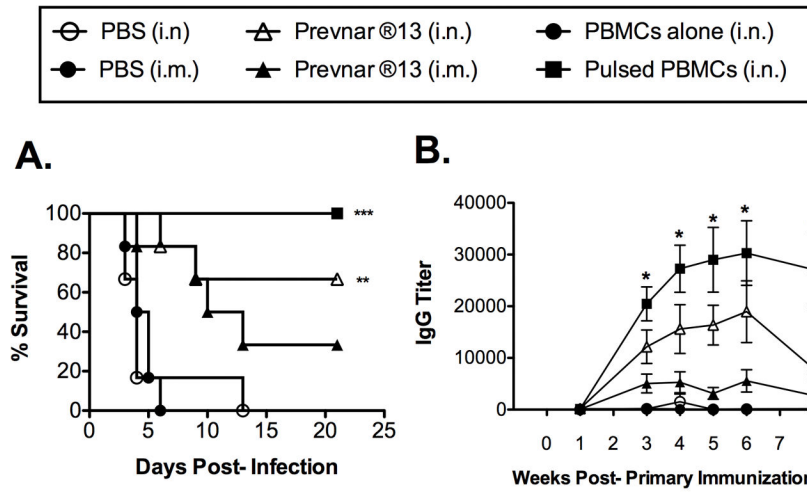 PBS (i.n) Prevnar ®13 (i.n.) PBMCs alone (i.n.)
PBS (i.m.) Prevnar ®13 (i.m.) Pulsed PBMCs (i.n.)
A.
B.
% Survival
100
80
60
40
20
0
***
**
0 5 10 15 20 25
Days Post- Infection
IgG Titer
40000
30000
20000
10000
0
* * * *
0 1 2 3 4 5 6 7
Weeks Post- Primary Immunization